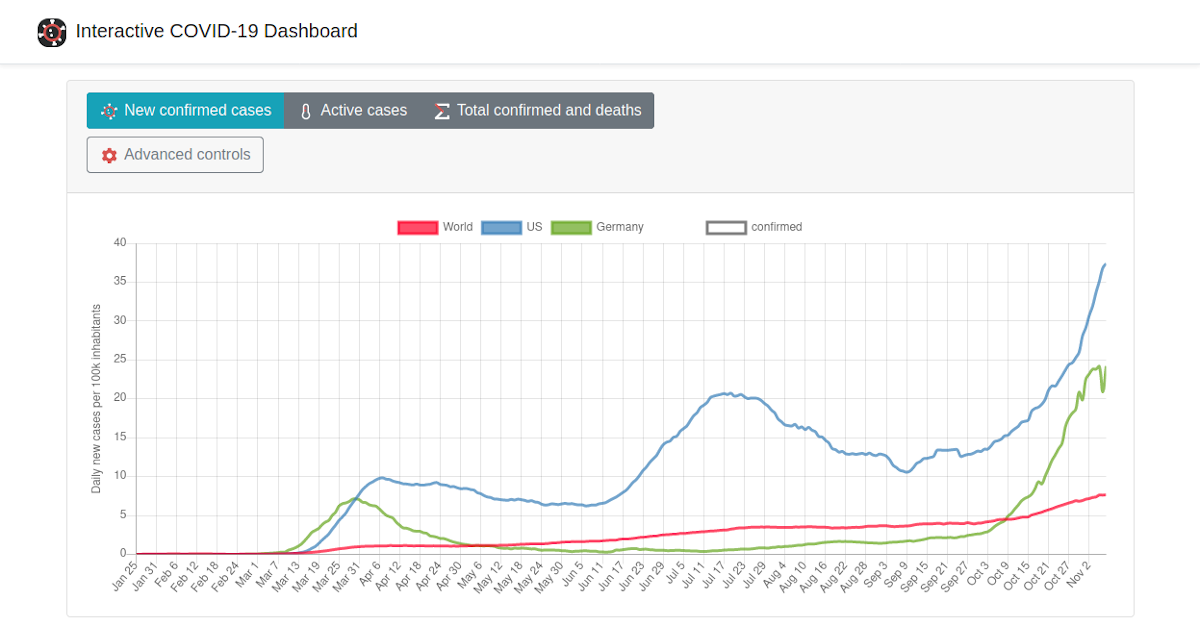 Interactive COVID-19 Dashboard
New confirmed cases Active cases Total confirmed and deaths
Advanced controls
World US Germany confirmed
Daily new cases per 100k inhabitants
40
35
30
25
20
15
10
5
0
Jan 25 Jan 31 Feb 6 Feb 12 Feb 18 Feb 24 Mar 1 Mar 7 Mar 13 Mar 19 Mar 25 Mar 31 Apr 6 Apr 12 Apr 18 Apr 24 Apr 30 May 6 May 12 May 18 May 24 May 30 Jun 5 Jun 11 Jun 17 Jun 23 Jun 29 Jul 5 Jul 11 Jul 17 Jul 23 Jul 29 Aug 4 Aug 10 Aug 16 Aug 22 Aug 28 Sep 3 Sep 9 Sep 15 Sep 21 Sep 27 Oct 3 Oct 9 Oct 15 Oct 21 Oct 27 Nov 2